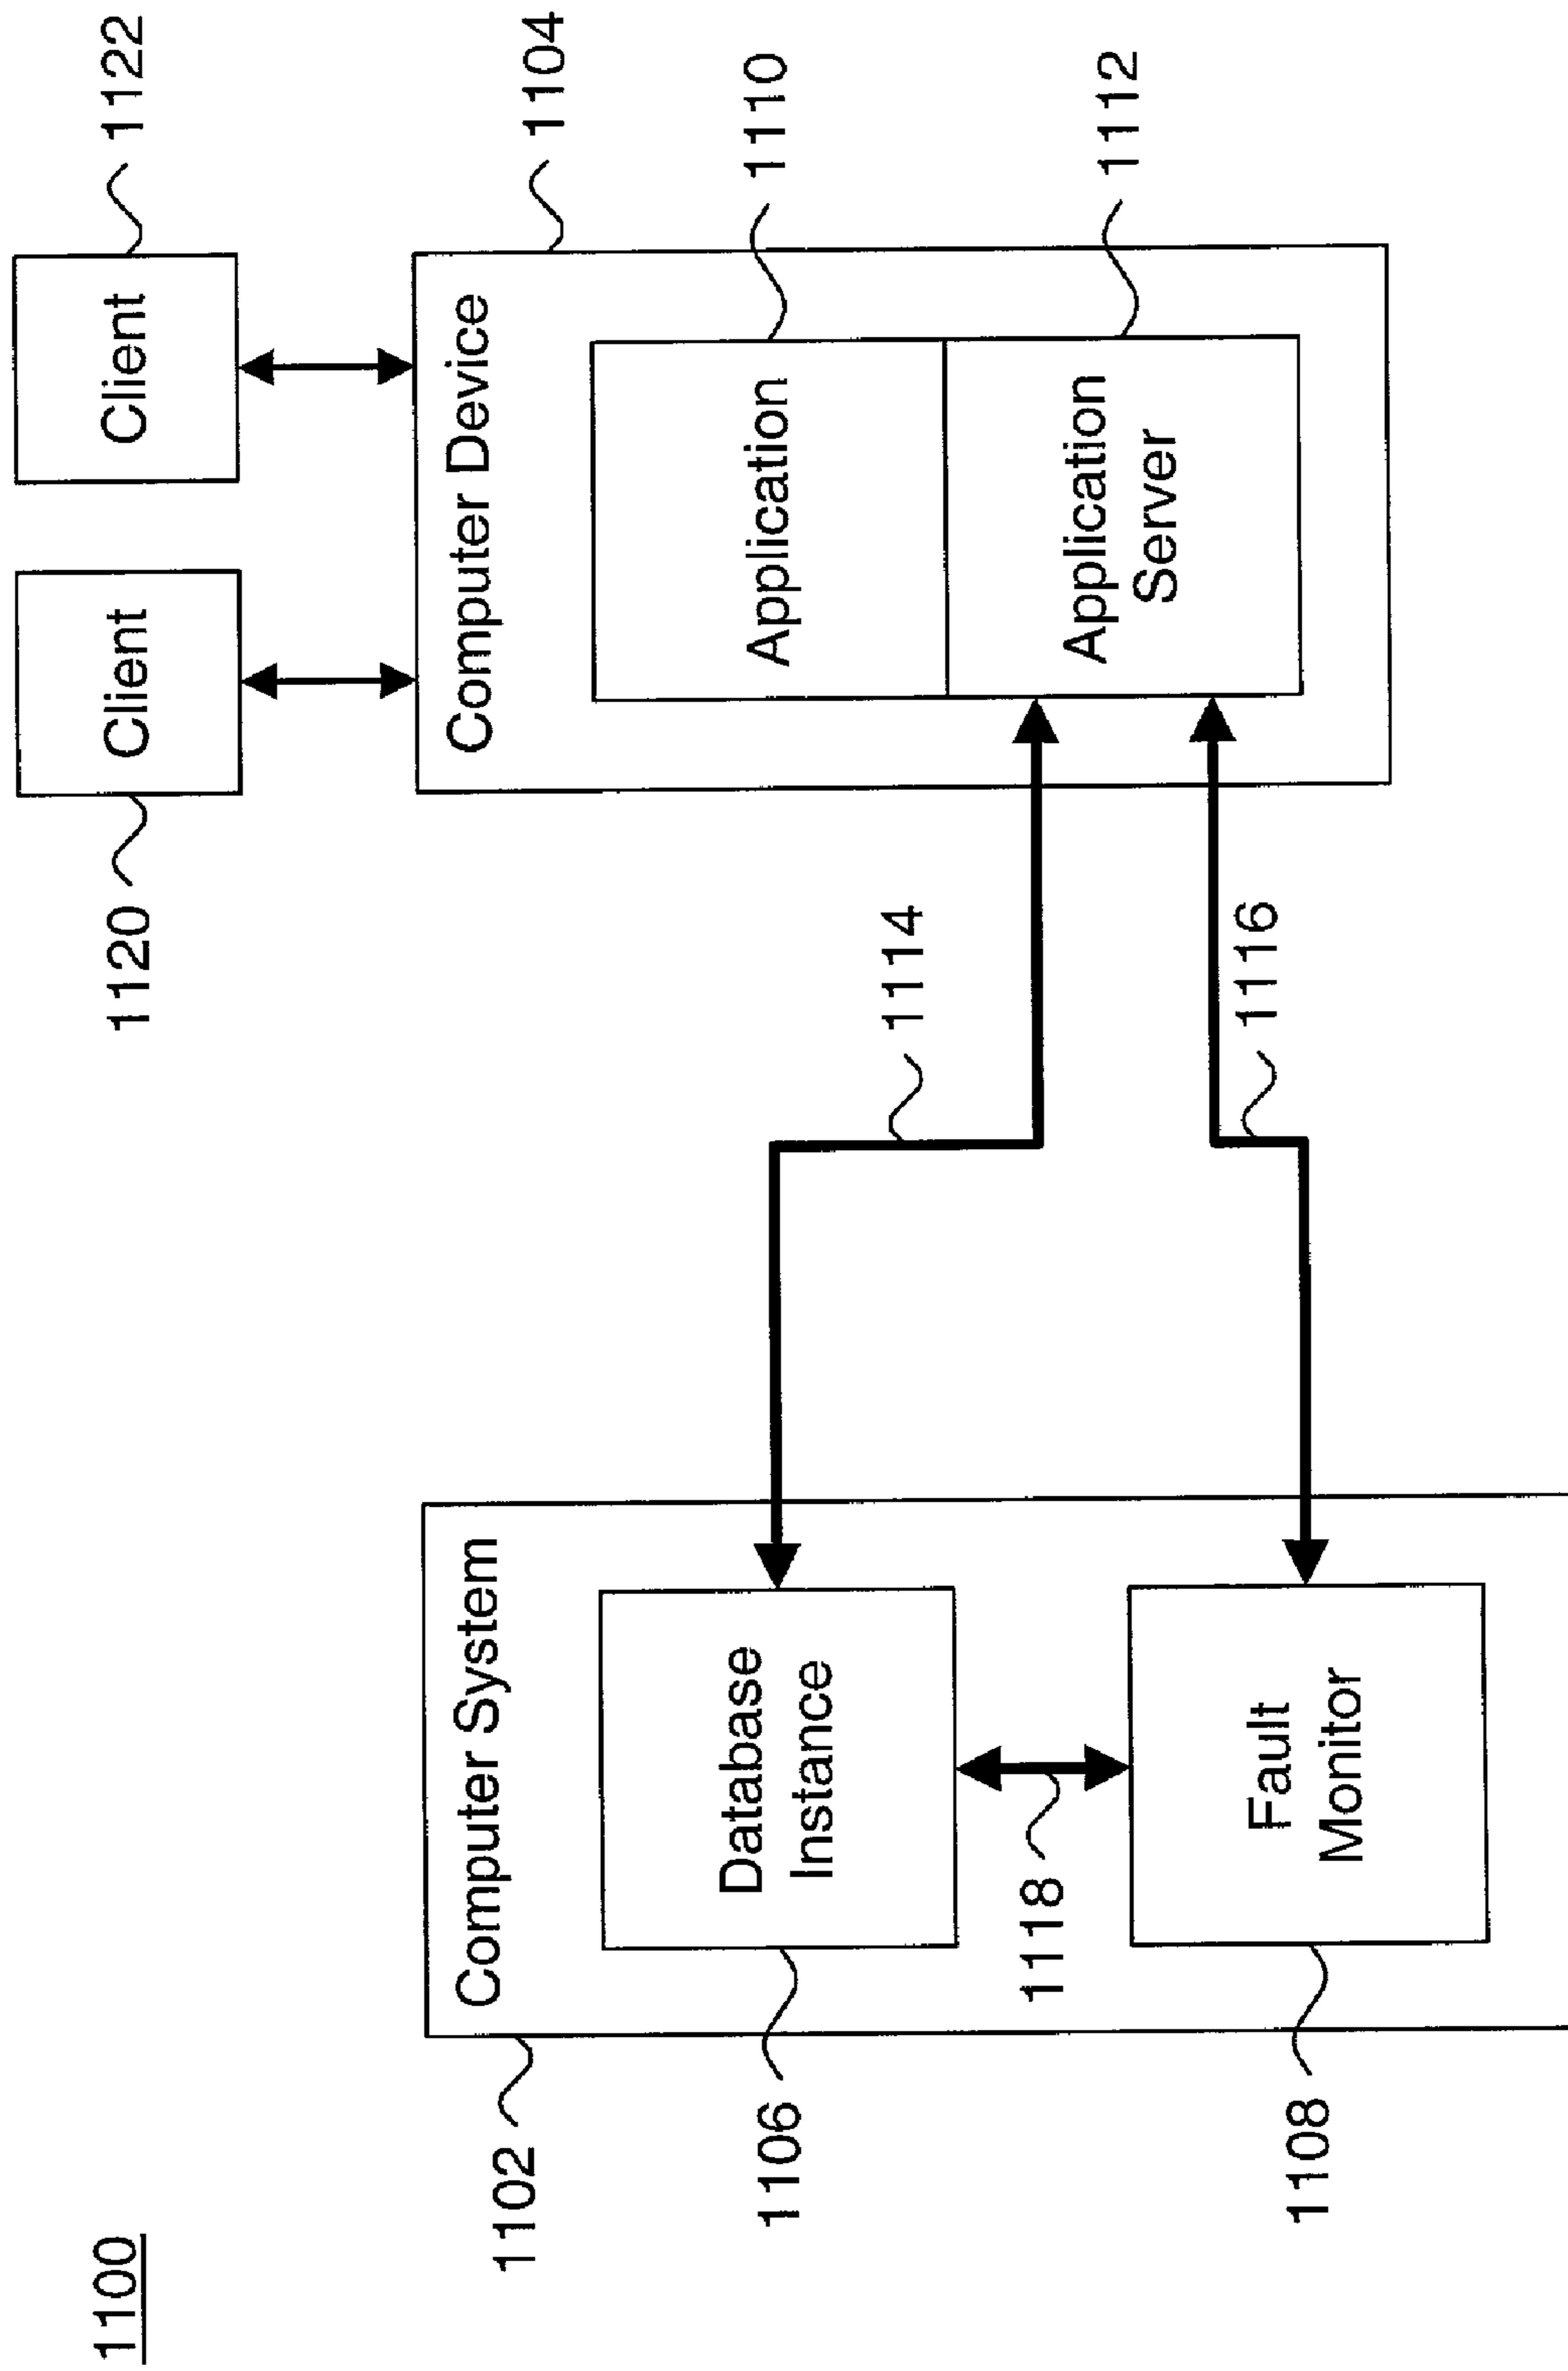 1100
1120
Client
Client
1122
1102
Computer System
Computer Device
1104
1106
Database
Instance
1114
Application
1110
1118
1116
Application
Server
1112
1108
Fault
Monitor